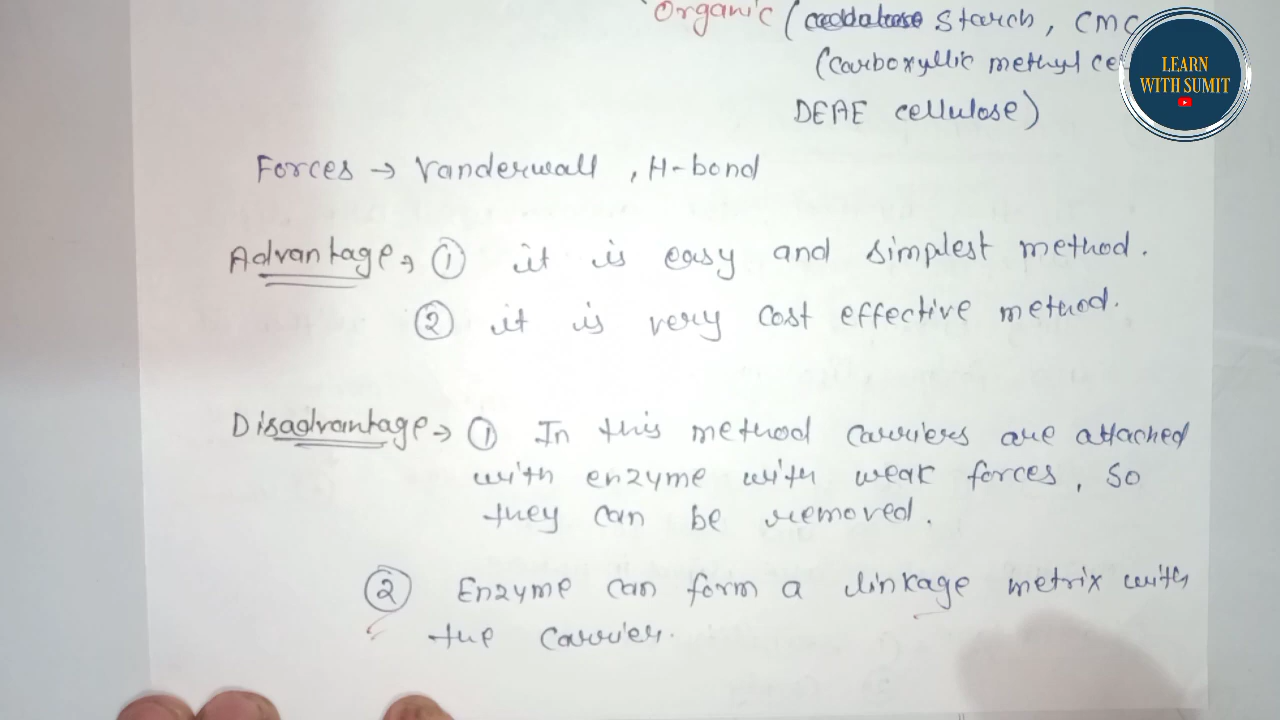 Organic ( Starch, CMC
(Carboxyllic methyl ce
DEAE cellulose)
LEARN
WITH SUMIT
Forces → Vanderwall, H-bond
Advantage → ① it is easy and simplest method.
② it is very cost effective method.
Disadvantage → ① In this method carriers are attached
with enzyme with weak forces, So
they can be removed.
② Enzyme can form a linkage metrix with
the carrier.